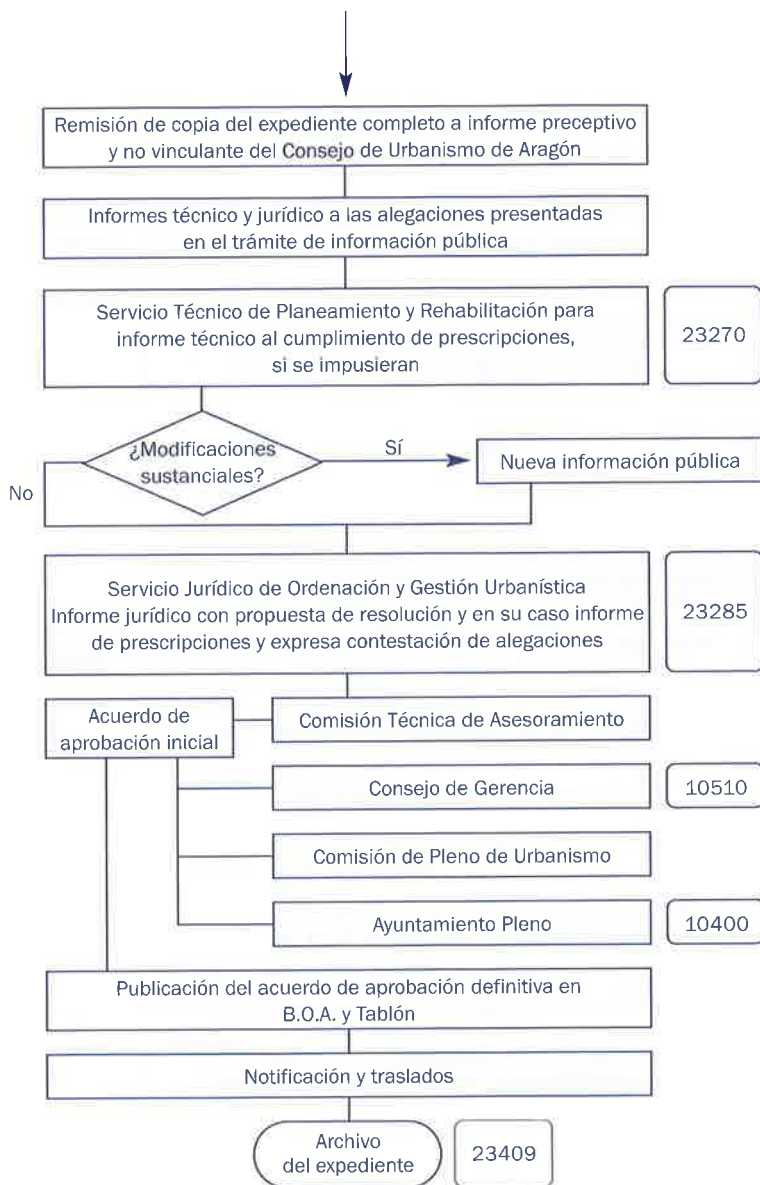 Remisión de copia del expediente completo a informe preceptivo
y no vinculante del Consejo de Urbanismo de Aragón
Informes técnico y jurídico a las alegaciones presentadas
en el trámite de información pública
Servicio Técnico de Planeamiento y Rehabilitación para
informe técnico al cumplimiento de prescripciones,
si se impusieran
23270
¿Modificaciones
sustanciales?
Sí
Nueva información pública
No
Servicio Jurídico de Ordenación y Gestión Urbanística
Informe jurídico con propuesta de resolución y en su caso informe
de prescripciones y expresa contestación de alegaciones
23285
Acuerdo de
aprobación inicial
Comisión Técnica de Asesoramiento
Consejo de Gerencia
10510
Comisión de Pleno de Urbanismo
Ayuntamiento Pleno
10400
Publicación del acuerdo de aprobación definitiva en
B.O.A. y Tablón
Notificación y traslados
Archivo
del expediente
23409